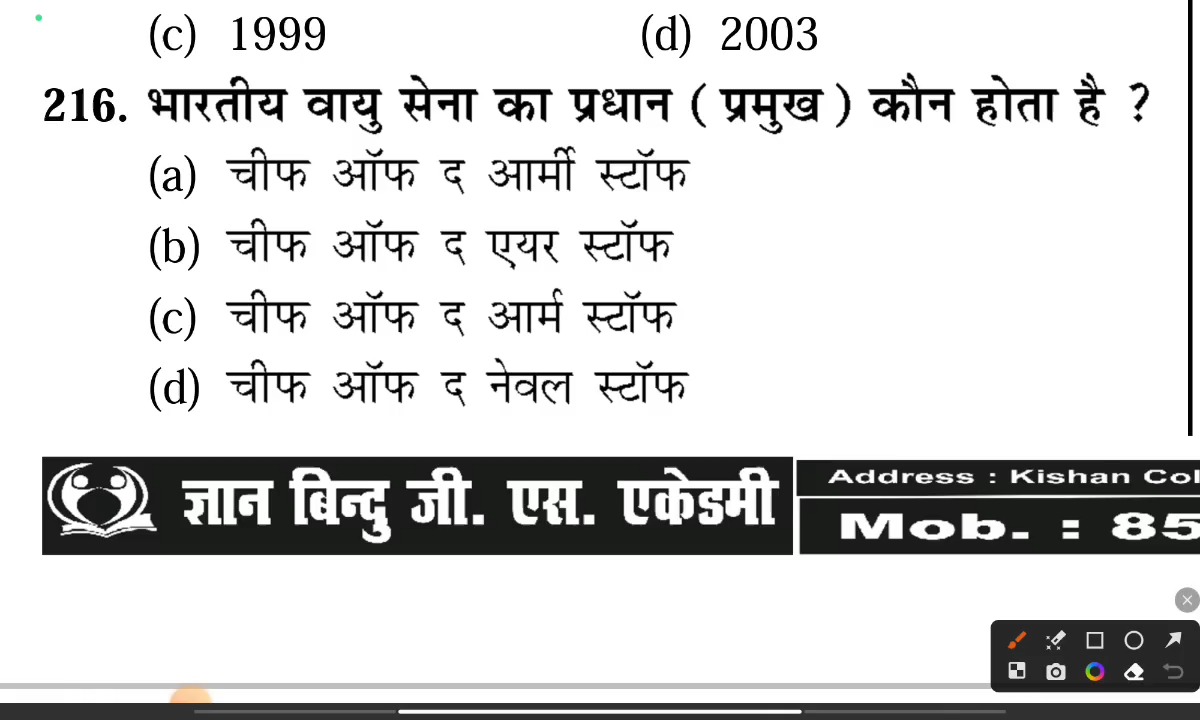 (c) 1999 (d) 2003
216. भारतीय वायु सेना का प्रधान ( प्रमुख ) कौन होता है ?
(a) चीफ ऑफ द आर्मी स्टॉफ
(b) चीफ ऑफ द एयर स्टॉफ
(c) चीफ ऑफ द आर्म स्टॉफ
(d) चीफ ऑफ द नेवल स्टॉफ
ज्ञान बिन्दु जी. एस. एकेडमी
Address : Kishan Col
Mob. : 85